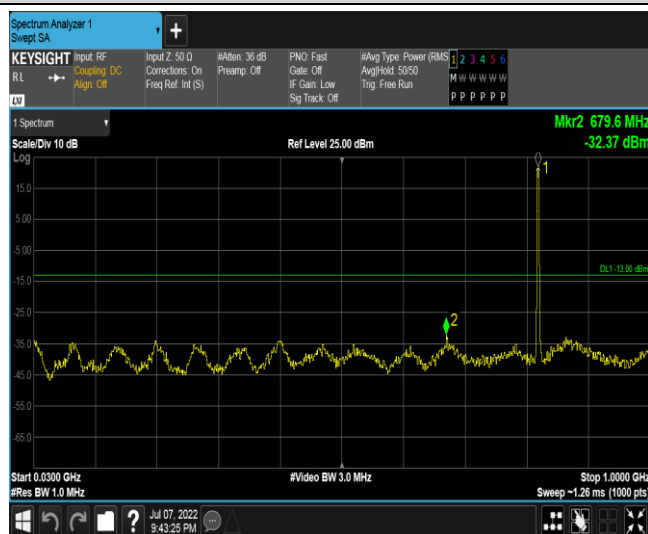 Spectrum Analyzer 1
Swept SA
+
KEYSIGHT Input: RF Input Z: 50 Ω #Atten: 36 dB PNO: Fast #Avg Type: Power (RMS 1 2 3 4 5 6
RL Coupling: DC Corrections: On Preamp: Off Gate: Off Avg|Hold: 50/50 M W W W W W
Align: Off Freq Ref: Int (S) IF Gain: Low Trig: Free Run
Sig Track: Off P P P P P P
LXI
1 Spectrum Mkr2 679.6 MHz
Scale/Div 10 dB Ref Level 25.00 dBm -32.37 dBm
Log
1
15.0
5.00
-5.00
DL1 -13.00 dBm
-15.0
-25.0
2
-35.0
-45.0
-55.0
-65.0
Start 0.0300 GHz #Video BW 3.0 MHz Stop 1.0000 GHz
#Res BW 1.0 MHz Sweep ~1.26 ms (1000 pts)
? Jul 07, 2022
9:43:25 PM